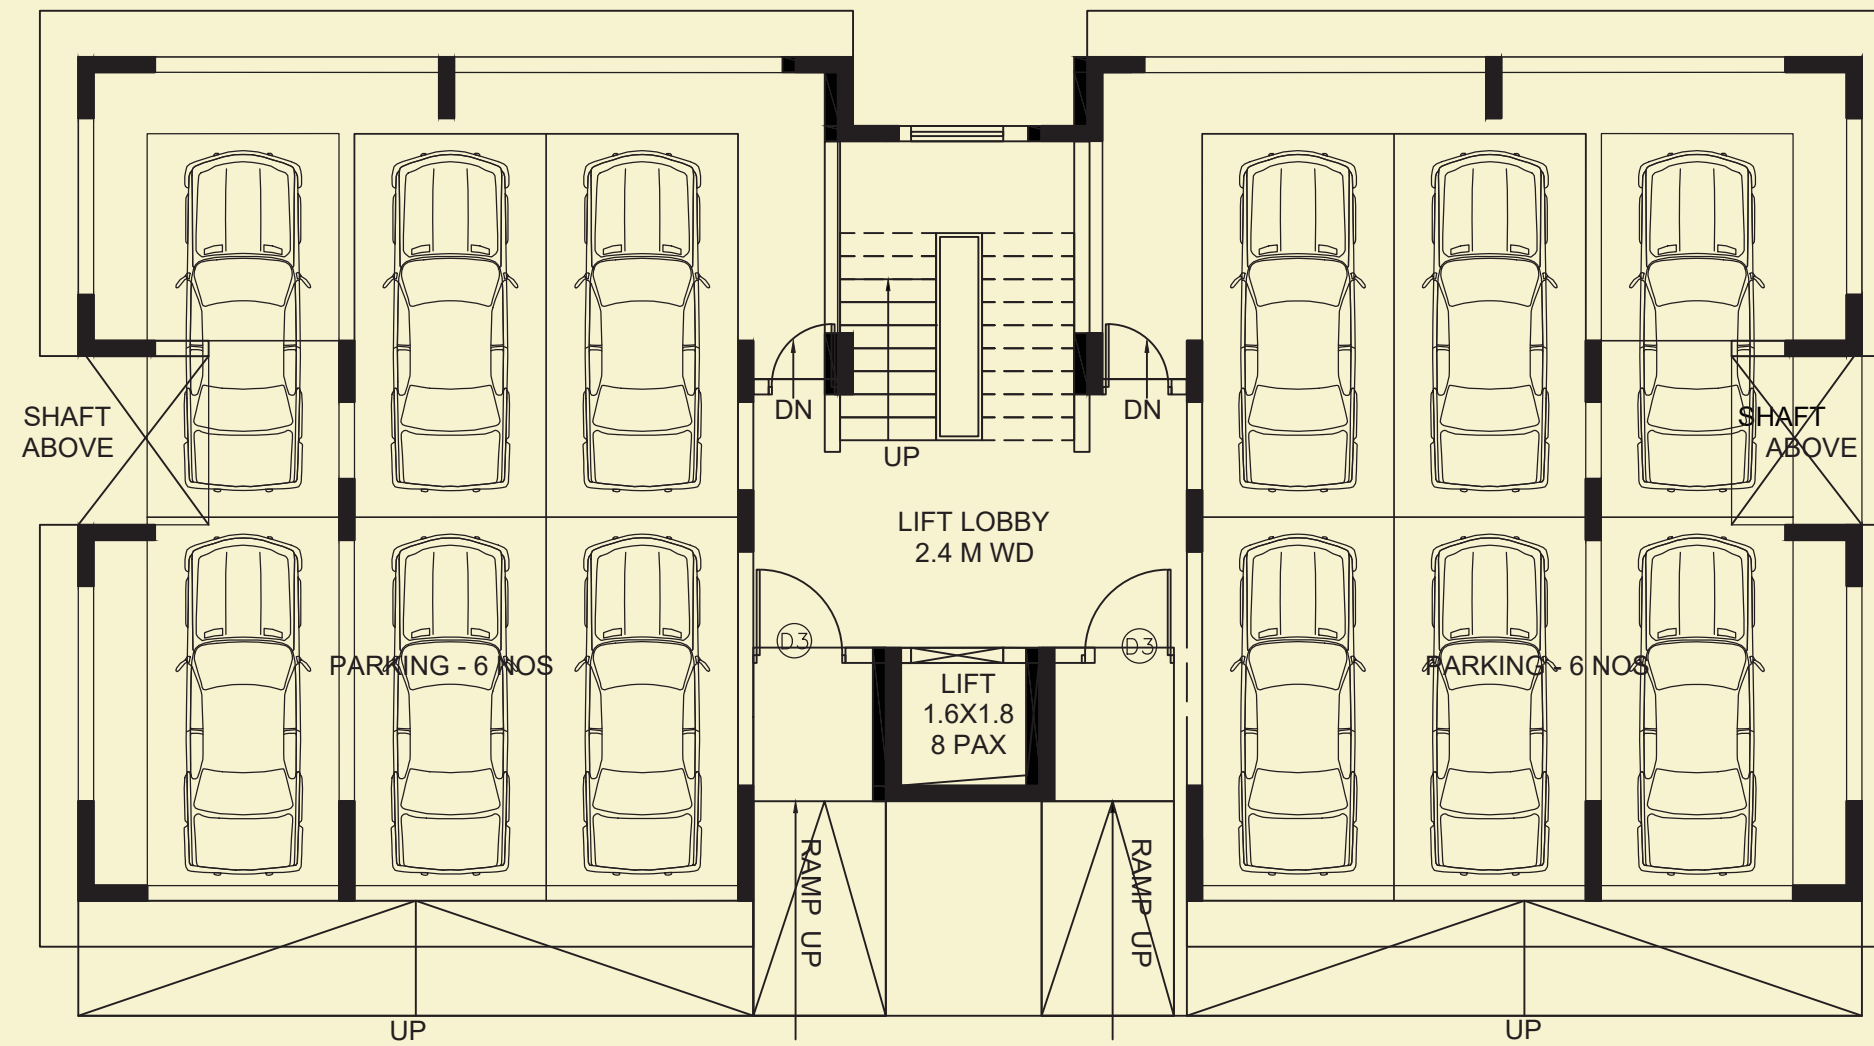 SHAFT
ABOVE
DN
UP
DN
SHAFT
ABOVE
LIFT LOBBY
2.4 M WD
D3
D3
PARKING - 6 NOS
PARKING - 6 NOS
LIFT
1.6X1.8
8 PAX
RAMP UP
RAMP UP
UP
UP